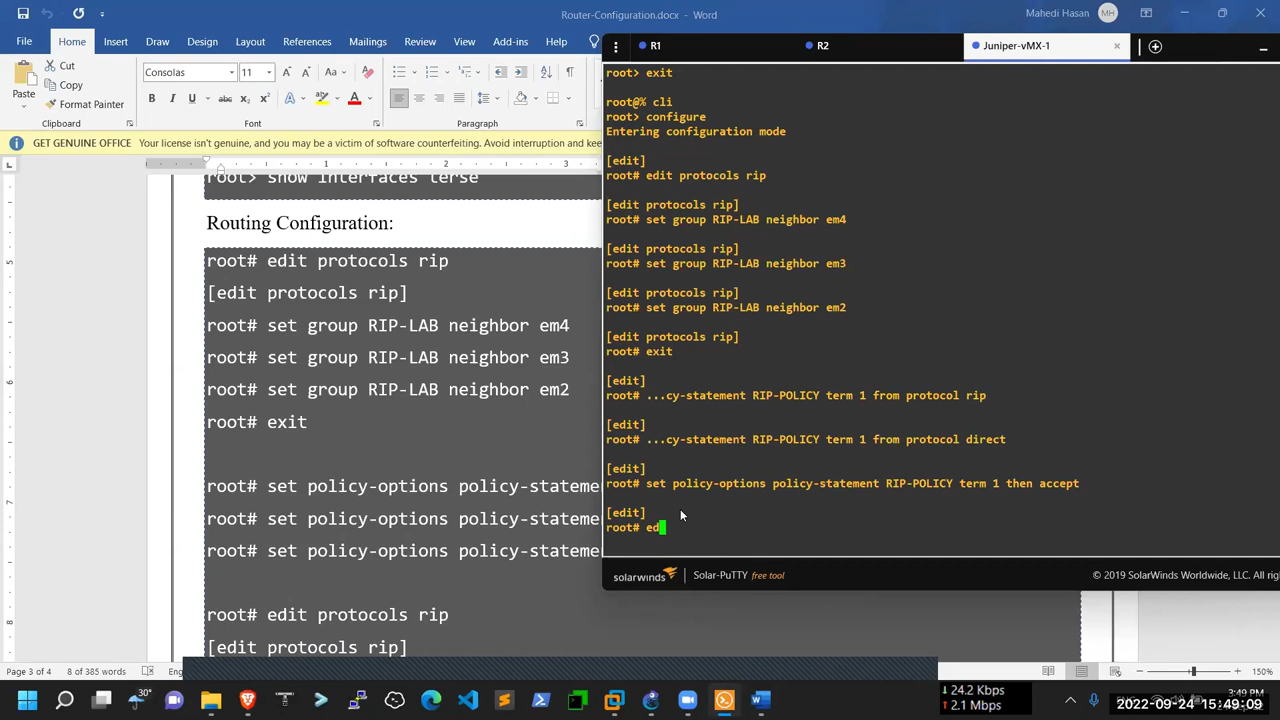 Router-Configuration.docx - Word
Mahedi Hasan MH
File Home Insert Draw Design Layout References Mailings Review View Add-ins Help
Cut
Copy
Format Painter
Paste
Clipboard
Consolas 11
Font
Paragraph
GET GENUINE OFFICE Your license isn't genuine, and you may be a victim of software counterfeiting. Avoid interruption and kee
1 2 3
root> show interfaces terse
Routing Configuration:
root# edit protocols rip
[edit protocols rip]
root# set group RIP-LAB neighbor em4
root# set group RIP-LAB neighbor em3
root# set group RIP-LAB neighbor em2
root# exit
root# set policy-options policy-stateme
root# set policy-options policy-stateme
root# set policy-options policy-stateme
root# edit protocols rip
[edit protocols rip]
R1 R2 Juniper-vMX-1
root> exit
root@% cli
root> configure
Entering configuration mode
[edit]
root# edit protocols rip
[edit protocols rip]
root# set group RIP-LAB neighbor em4
[edit protocols rip]
root# set group RIP-LAB neighbor em3
[edit protocols rip]
root# set group RIP-LAB neighbor em2
[edit protocols rip]
root# exit
[edit]
root# ...cy-statement RIP-POLICY term 1 from protocol rip
[edit]
root# ...cy-statement RIP-POLICY term 1 from protocol direct
[edit]
root# set policy-options policy-statement RIP-POLICY term 1 then accept
[edit]
root# ed
solarwinds Solar-PuTTY free tool
© 2019 SolarWinds Worldwide, LLC. All righ
Page 3 of 4 8 of 385 words
150%
30°
24.2 Kbps
2.1 Mbps
3:49 PM
2022-09-24 15:49:09